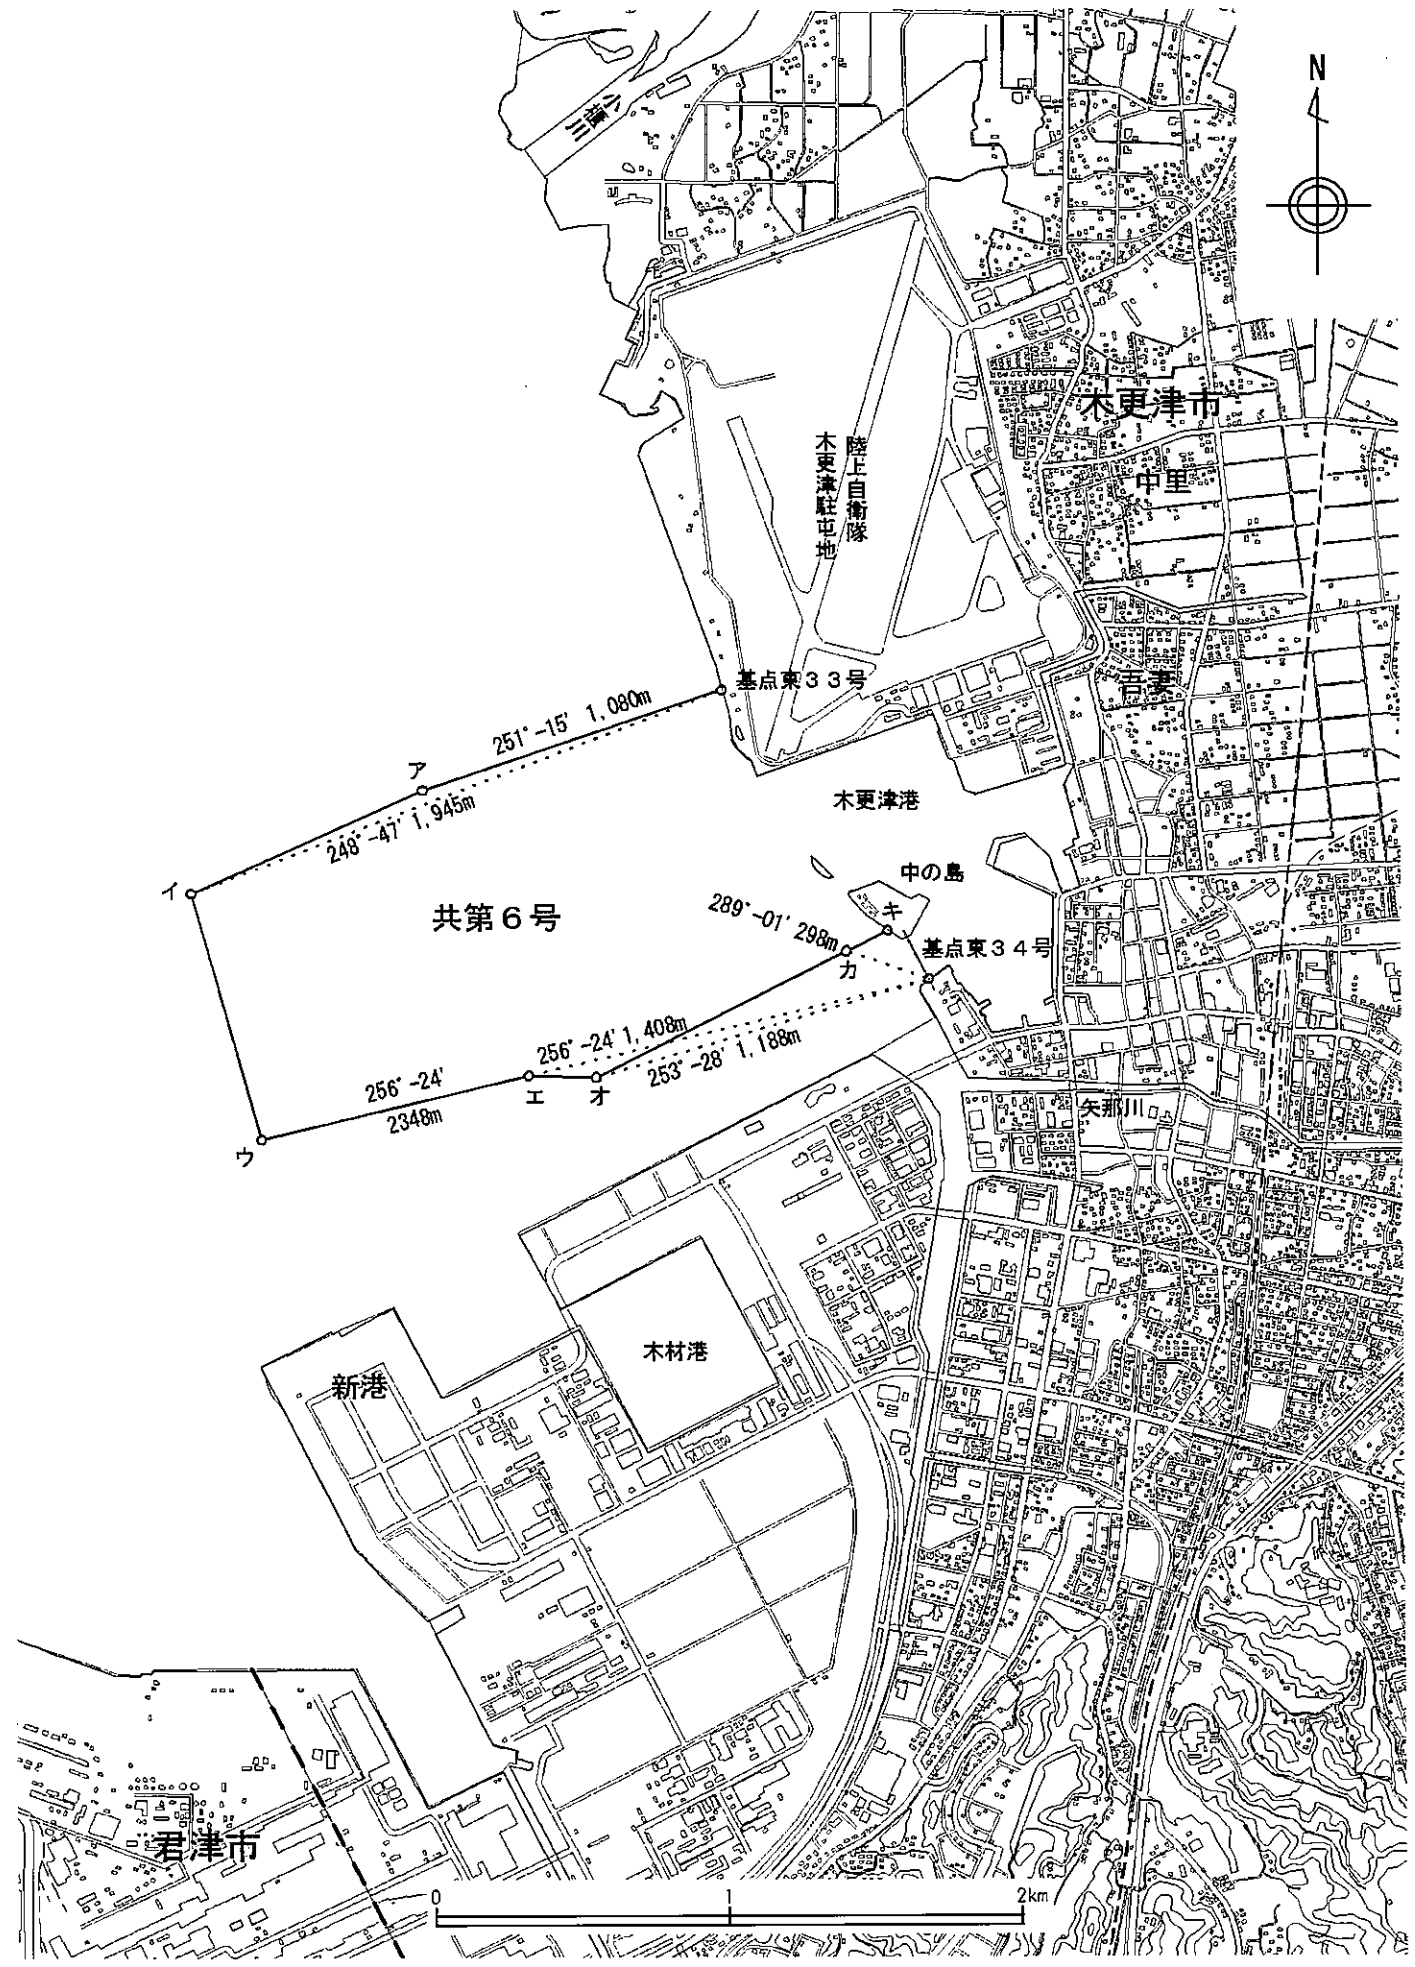 N
小櫃川
木更津市
陸上自衛隊
木更津駐屯地
中里
吾妻
基点東33号
251°-15' 1,080m
ア
248°-47' 1,945m
木更津港
イ
共第6号
中の島
289°-01' 298m
キ
基点東34号
カ
256°-24' 1,408m
253°-28' 1,188m
256°-24'
2348m
エ
オ
矢那川
ウ
木材港
新港
君津市
0 1 2km